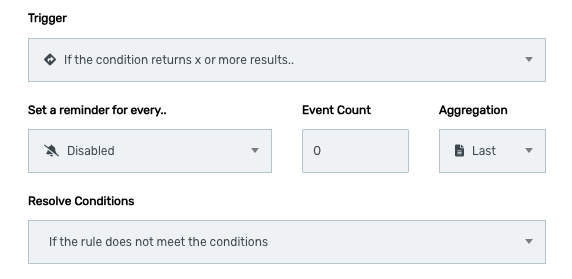 Trigger
If the condition returns x or more results..
Set a reminder for every..
Event Count
Aggregation
Disabled
0
Last
Resolve Conditions
If the rule does not meet the conditions